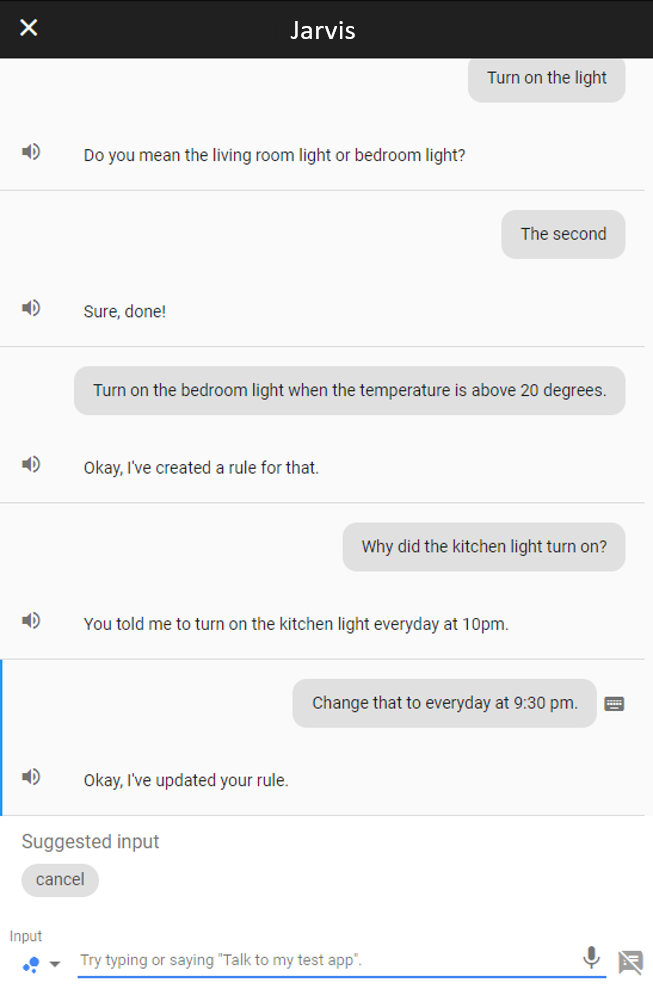 Jarvis
Turn on the light
Do you mean the living room light or bedroom light?
The second
Sure, done!
Turn on the bedroom light when the temperature is above 20 degrees.
Okay, I've created a rule for that.
Why did the kitchen light turn on?
You told me to turn on the kitchen light everyday at 10pm.
Change that to everyday at 9:30 pm.
Okay, I've updated your rule.
Suggested input
cancel
Input
Try typing or saying "Talk to my test app".